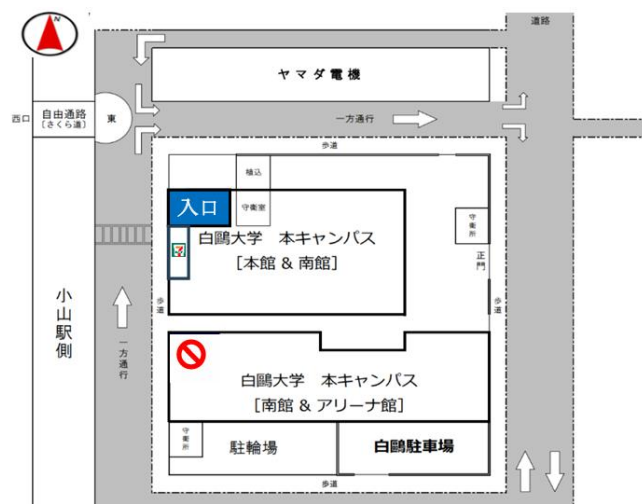 N
道路
ヤマダ電機
西口
自由通路
[さくら道]
東
一方通行
歩道
植込
入口
守衛室
守衛所
7
白鷗大学 本キャンパス
[本館 & 南館]
正門
小山駅側
歩道
歩道
一方通行
白鷗大学 本キャンパス
[南館 & アリーナ館]
守衛所
駐輪場
白鷗駐車場
歩道